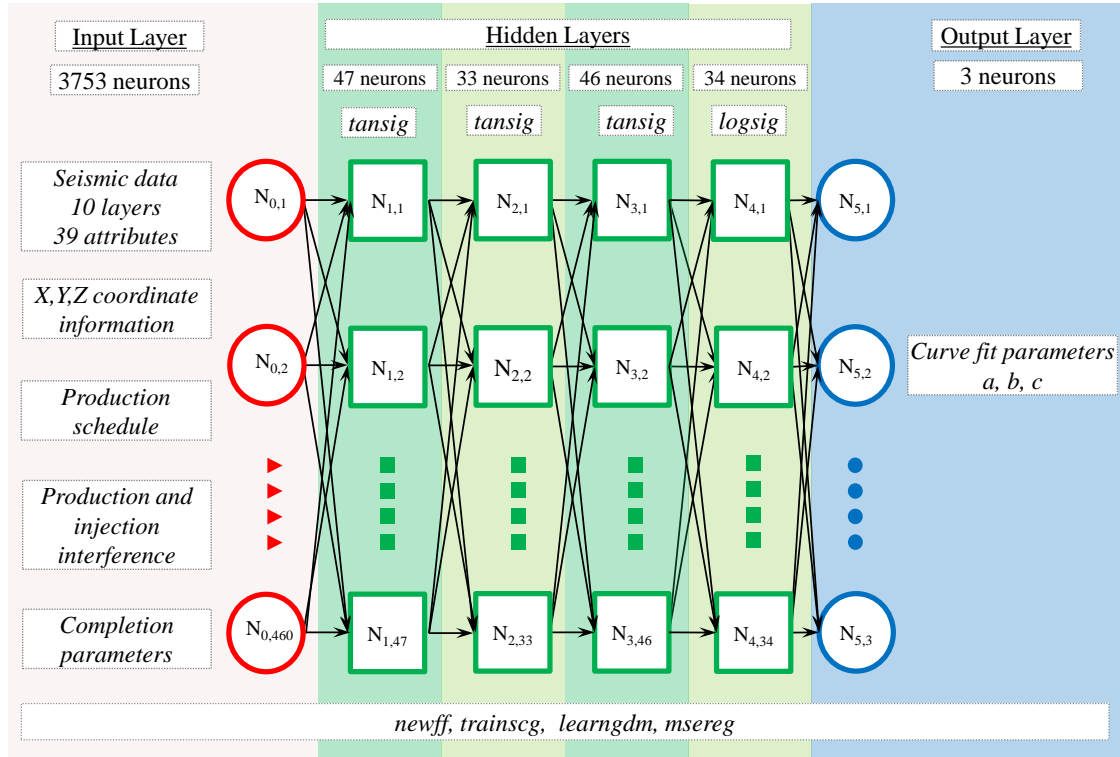 Input Layer
3753 neurons
Hidden Layers
47 neurons
33 neurons
46 neurons
34 neurons
tansig
tansig
tansig
logsig
Output Layer
3 neurons
Seismic data
10 layers
39 attributes
X,Y,Z coordinate
information
Production
schedule
Production and
injection
interference
Completion
parameters
N0,1
N1,1
N2,1
N3,1
N4,1
N5,1
N0,2
N1,2
N2,2
N3,2
N4,2
N5,2
N0,460
N1,47
N2,33
N3,46
N4,34
N5,3
Curve fit parameters
a, b, c
newff, trainscg, learngdm, msereg